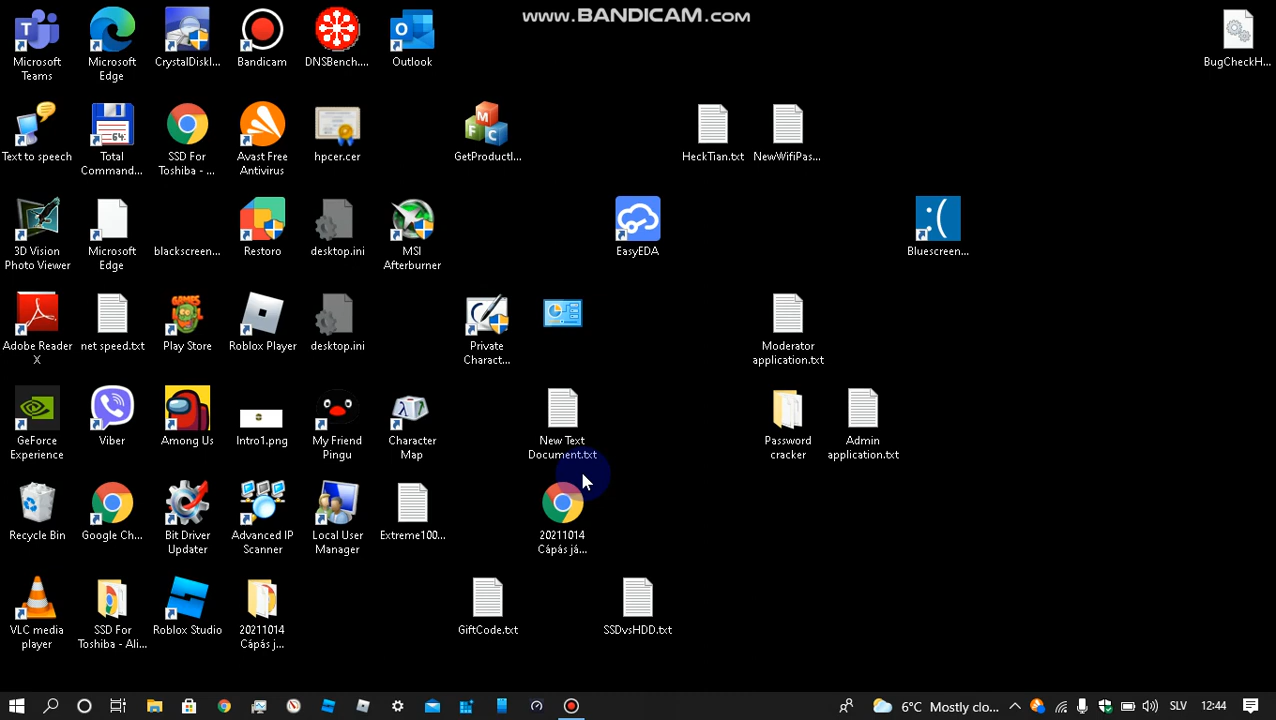 www.BANDICAM.com
Microsoft
Teams
Microsoft
Edge
CrystalDiskI...
Bandicam
DNSBench....
Outlook
BugCheckH...
Text to speech
Total
Command...
SSD For
Toshiba - ...
Avast Free
Antivirus
hpcer.cer
GetProductI...
HeckTian.txt
NewWifiPas...
3D Vision
Photo Viewer
Microsoft
Edge
blackscreen...
Restoro
desktop.ini
MSI
Afterburner
EasyEDA
Bluescreen...
Adobe Reader
X
net speed.txt
Play Store
Roblox Player
desktop.ini
Private
Charact...
Moderator
application.txt
GeForce
Experience
Viber
Among Us
Intro1.png
My Friend
Pingu
Character
Map
New Text
Document.txt
Password
cracker
Admin
application.txt
Recycle Bin
Google Ch...
Bit Driver
Updater
Advanced IP
Scanner
Local User
Manager
Extreme100...
20211014
Cápás já...
VLC media
player
SSD For
Toshiba - Ali...
Roblox Studio
20211014
Cápás j...
GiftCode.txt
SSDvsHDD.txt
6°C Mostly clo...
SLV
12:44